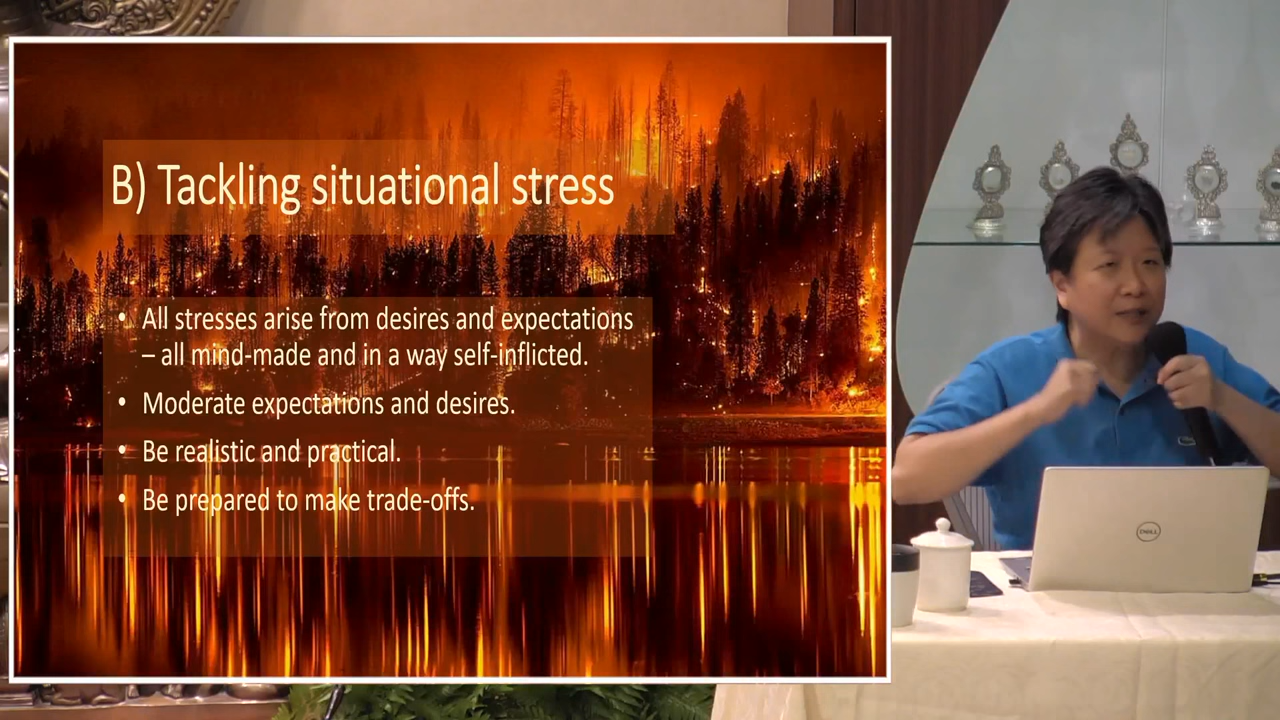 B) Tackling situational stress
• All stresses arise from desires and expectations
– all mind-made and in a way self-inflicted.
• Moderate expectations and desires.
• Be realistic and practical.
• Be prepared to make trade-offs.
DELL